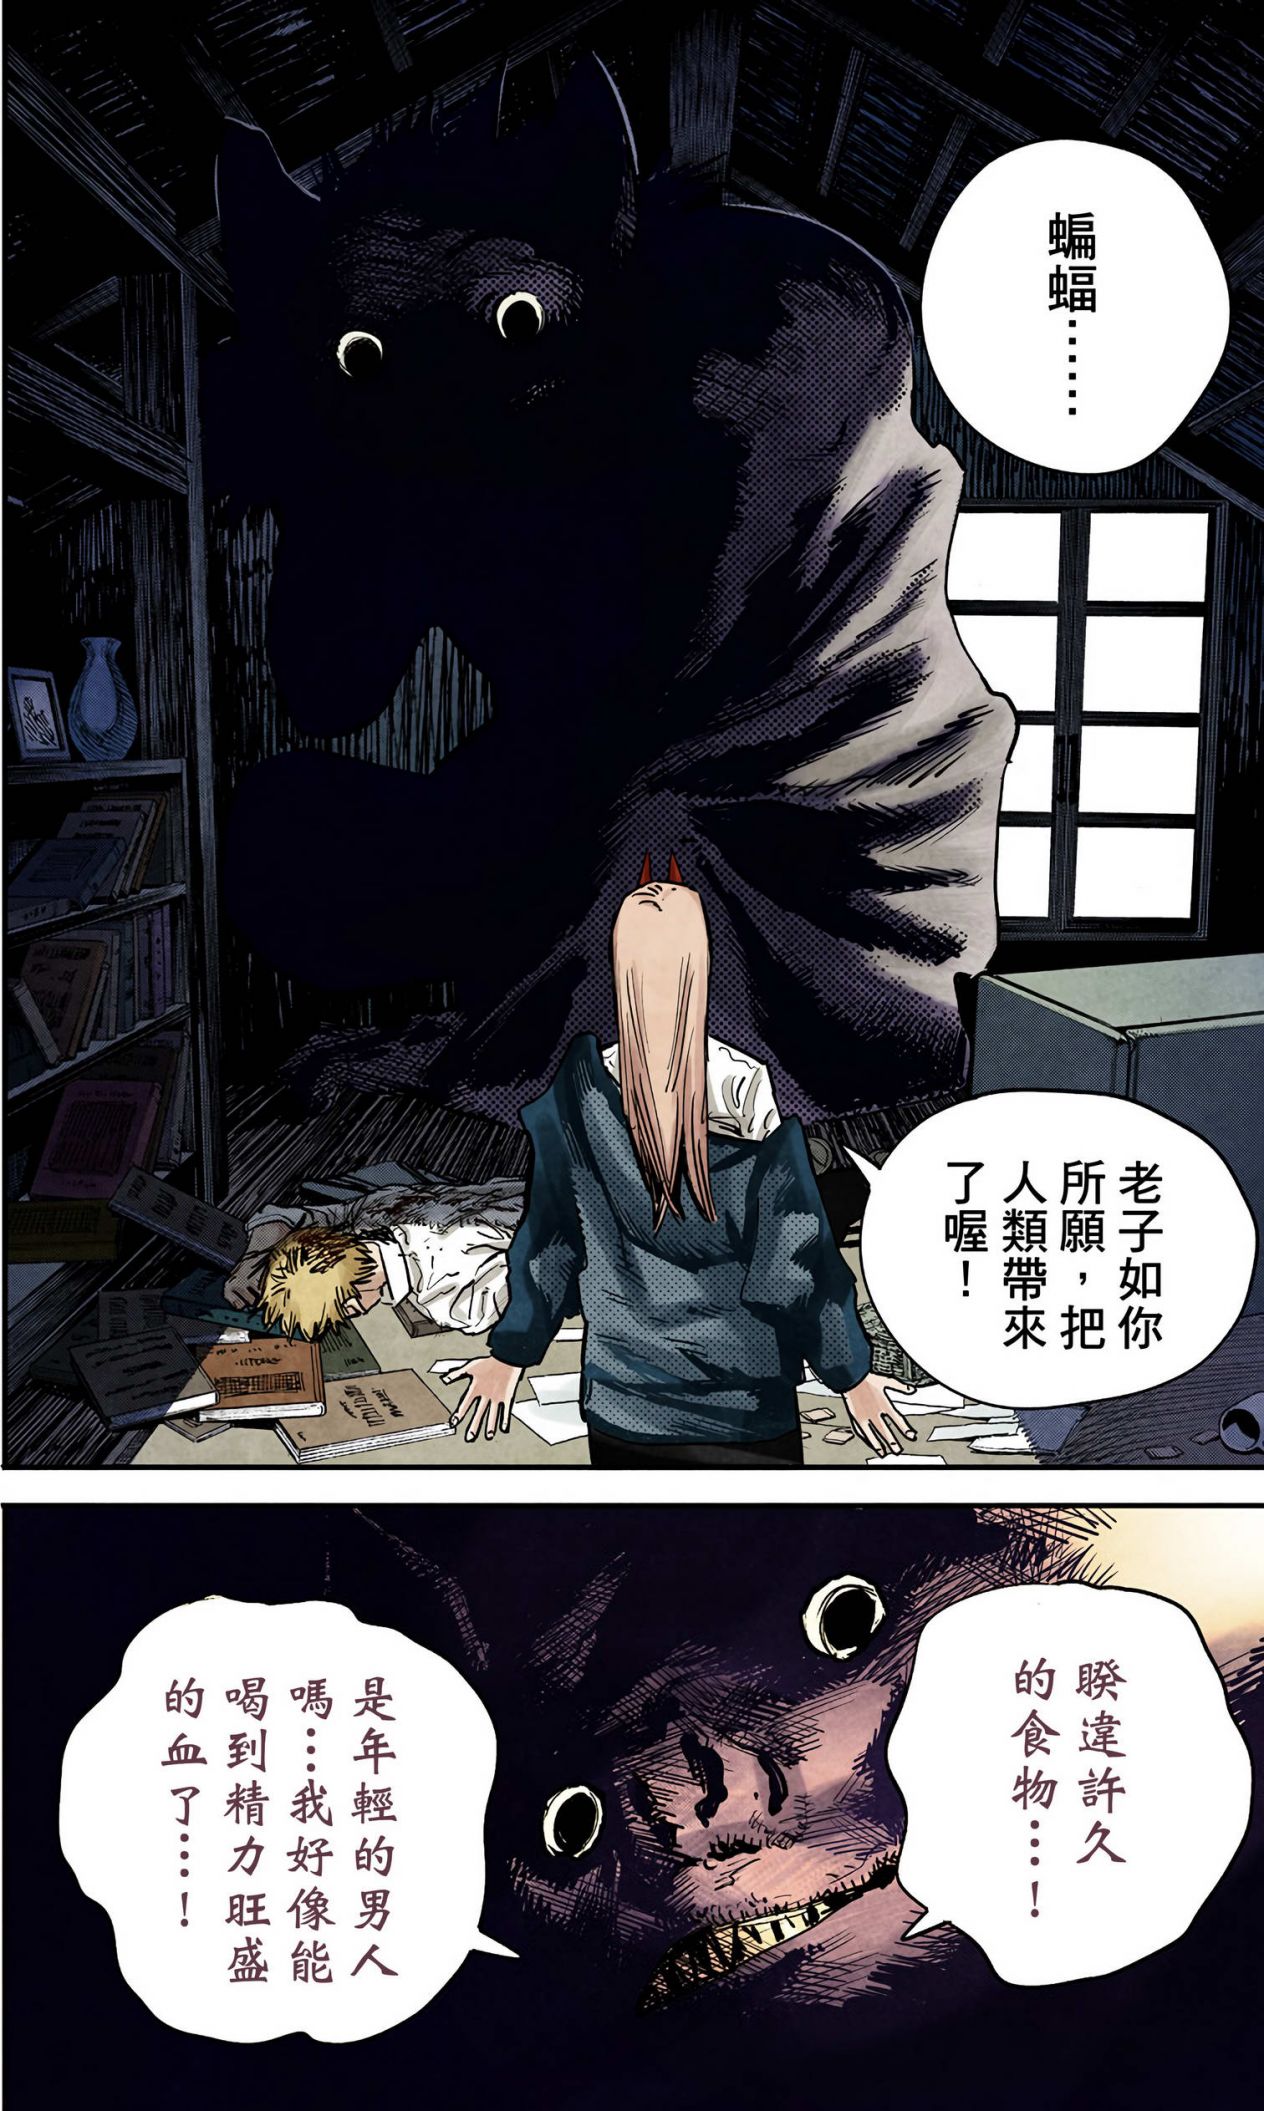 蝙蝠……
老子如你
所願，把
人類帶來
了喔！
睽違許久
的食物…！
是年輕的男人
嗎…我好像能
喝到精力旺盛
的血了…！